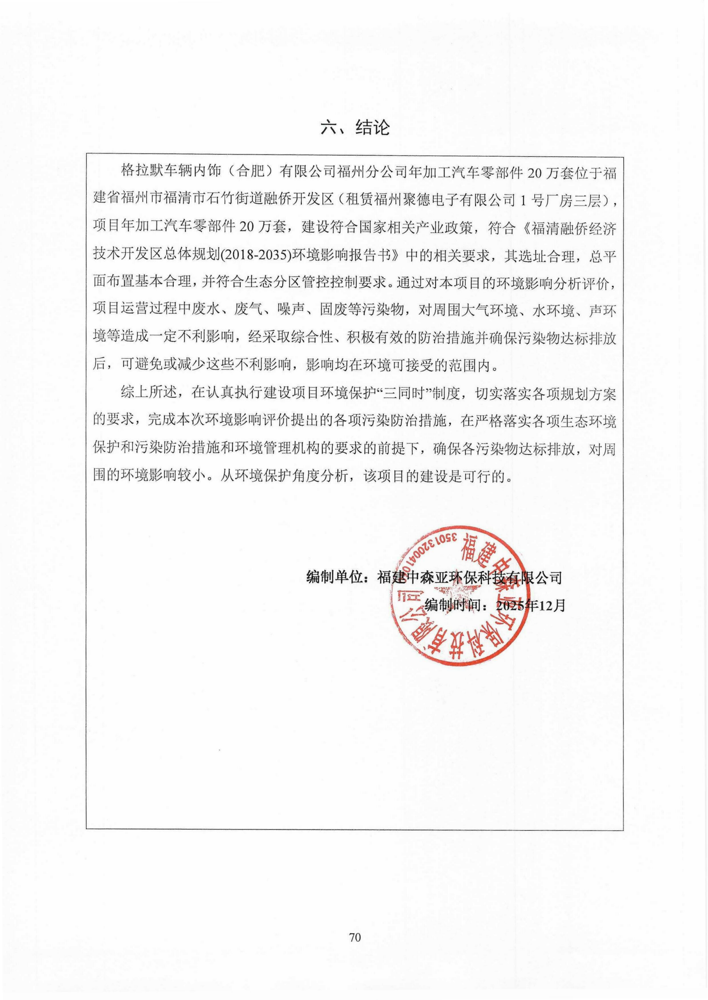 六、结论
格拉默车辆内饰（合肥）有限公司福州分公司年加工汽车零部件 20 万套位于福
建省福州市福清市石竹街道融侨开发区（租赁福州聚德电子有限公司 1 号厂房三层），
项目年加工汽车零部件 20 万套，建设符合国家相关产业政策，符合《福清融侨经济
技术开发区总体规划(2018-2035)环境影响报告书》中的相关要求，其选址合理，总平
面布置基本合理，并符合生态分区管控控制要求。通过对本项目的环境影响分析评价，
项目运营过程中废水、废气、噪声、固废等污染物，对周围大气环境、水环境、声环
境等造成一定不利影响，经采取综合性、积极有效的防治措施并确保污染物达标排放
后，可避免或减少这些不利影响，影响均在环境可接受的范围内。
综上所述，在认真执行建设项目环境保护“三同时”制度，切实落实各项规划方案
的要求，完成本次环境影响评价提出的各项污染防治措施，在严格落实各项生态环境
保护和污染防治措施和环境管理机构的要求的前提下，确保各污染物达标排放，对周
围的环境影响较小。从环境保护角度分析，该项目的建设是可行的。
编制单位：福建中森亚环保科技有限公司
编制时间：2025年12月
福建中森亚环保科技有限公司
70